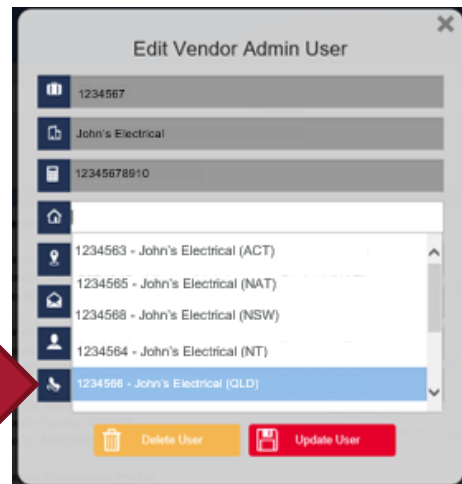 Edit Vendor Admin User
1234567
John's Electrical
12345678910
1234563 - John's Electrical (ACT)
1234565 - John's Electrical (NAT)
1234568 - John's Electrical (NSW)
1234564 - John's Electrical (NT)
1234566 - John's Electrical (QLD)
Delete User
Update User